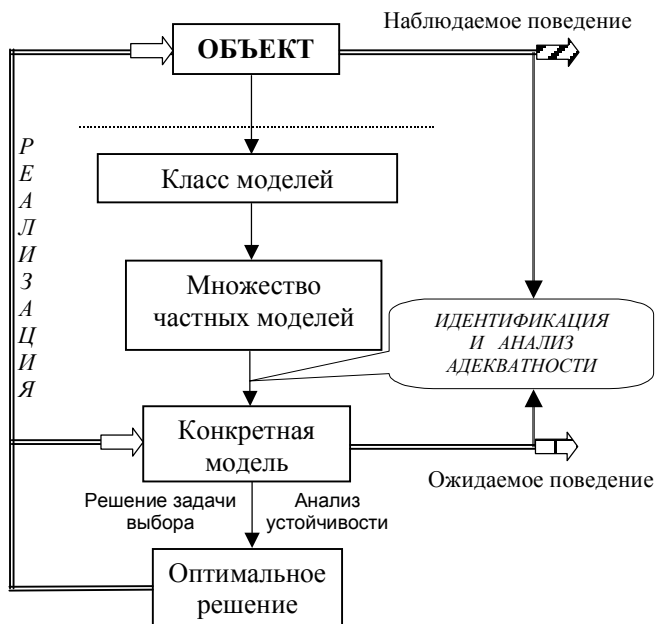 Наблюдаемое поведение
ОБЪЕКТ
РЕАЛИЗАЦИЯ
Класс моделей
Множество
частных моделей
ИДЕНТИФИКАЦИЯ
И АНАЛИЗ
АДЕКВАТНОСТИ
Конкретная
модель
Ожидаемое поведение
Решение задачи
выбора
Анализ
устойчивости
Оптимальное
решение